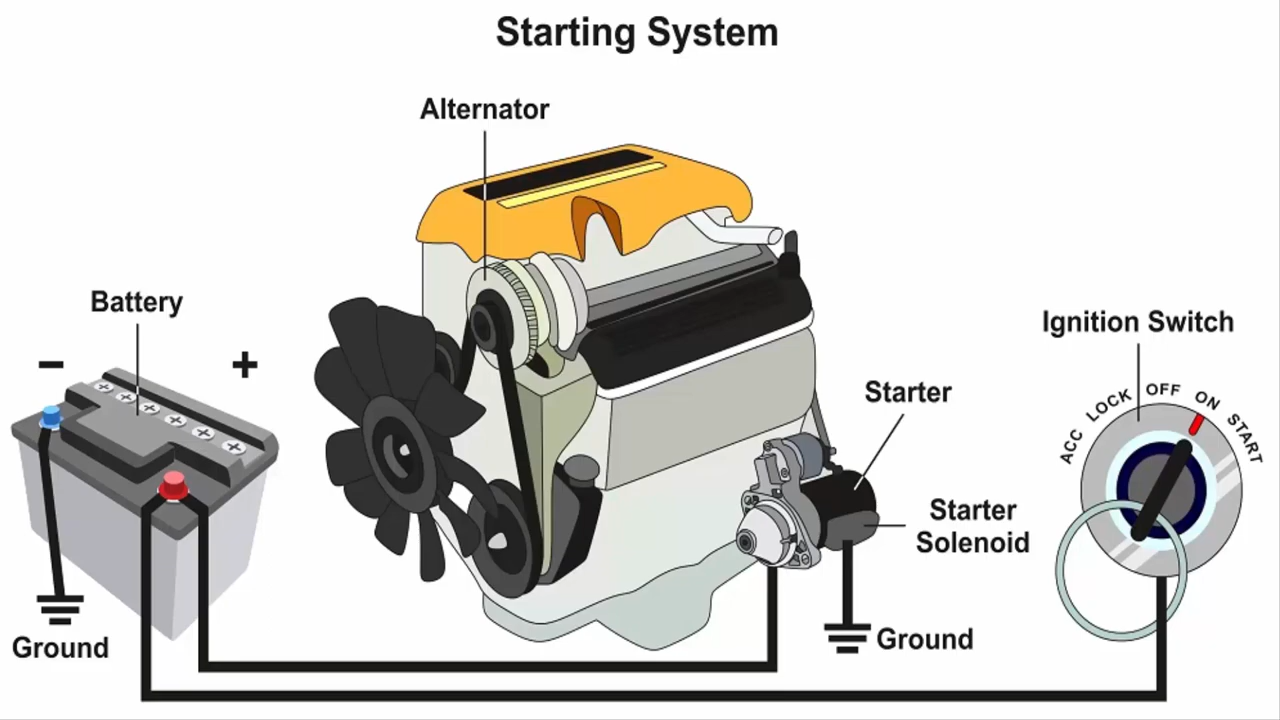 Starting System
Alternator
Battery
−
+
Ignition Switch
ACC
LOCK
OFF
ON
START
Starter
Starter
Solenoid
Ground
Ground